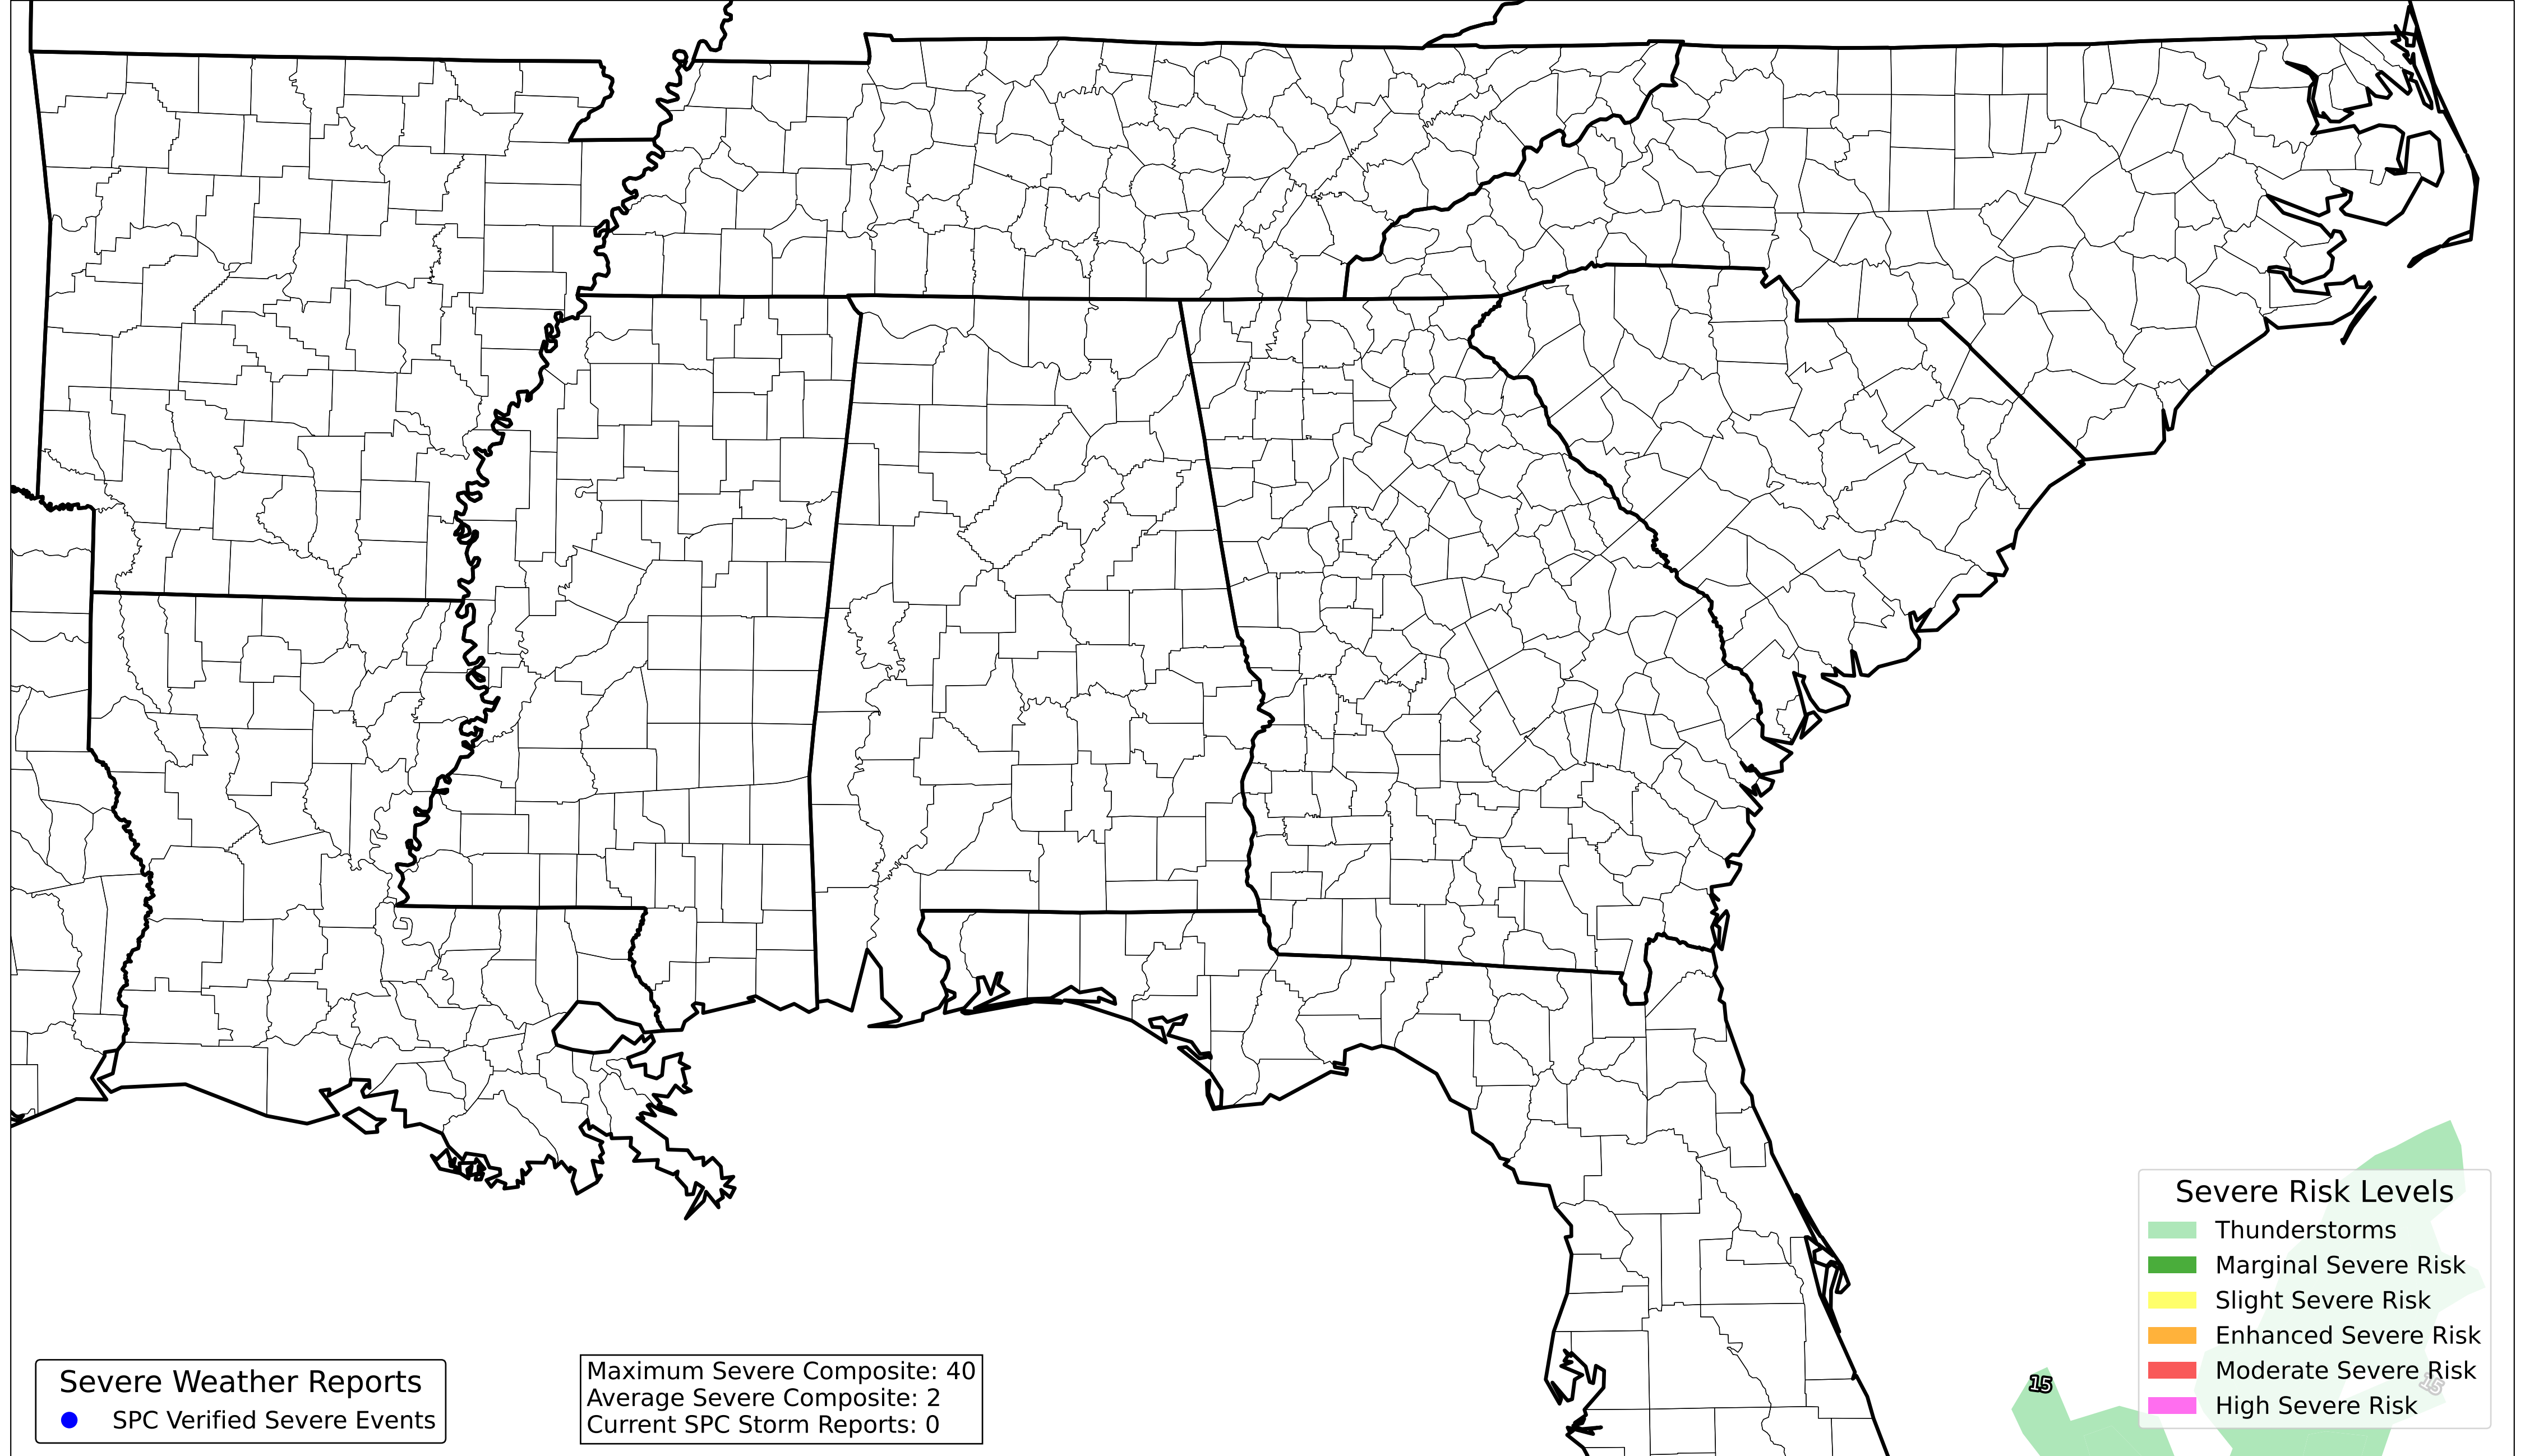 Severe Risk Levels
Thunderstorms
Marginal Severe Risk
Slight Severe Risk
Enhanced Severe Risk
Moderate Severe Risk
High Severe Risk
15
15
Severe Weather Reports
SPC Verified Severe Events
Maximum Severe Composite: 40
Average Severe Composite: 2
Current SPC Storm Reports: 0